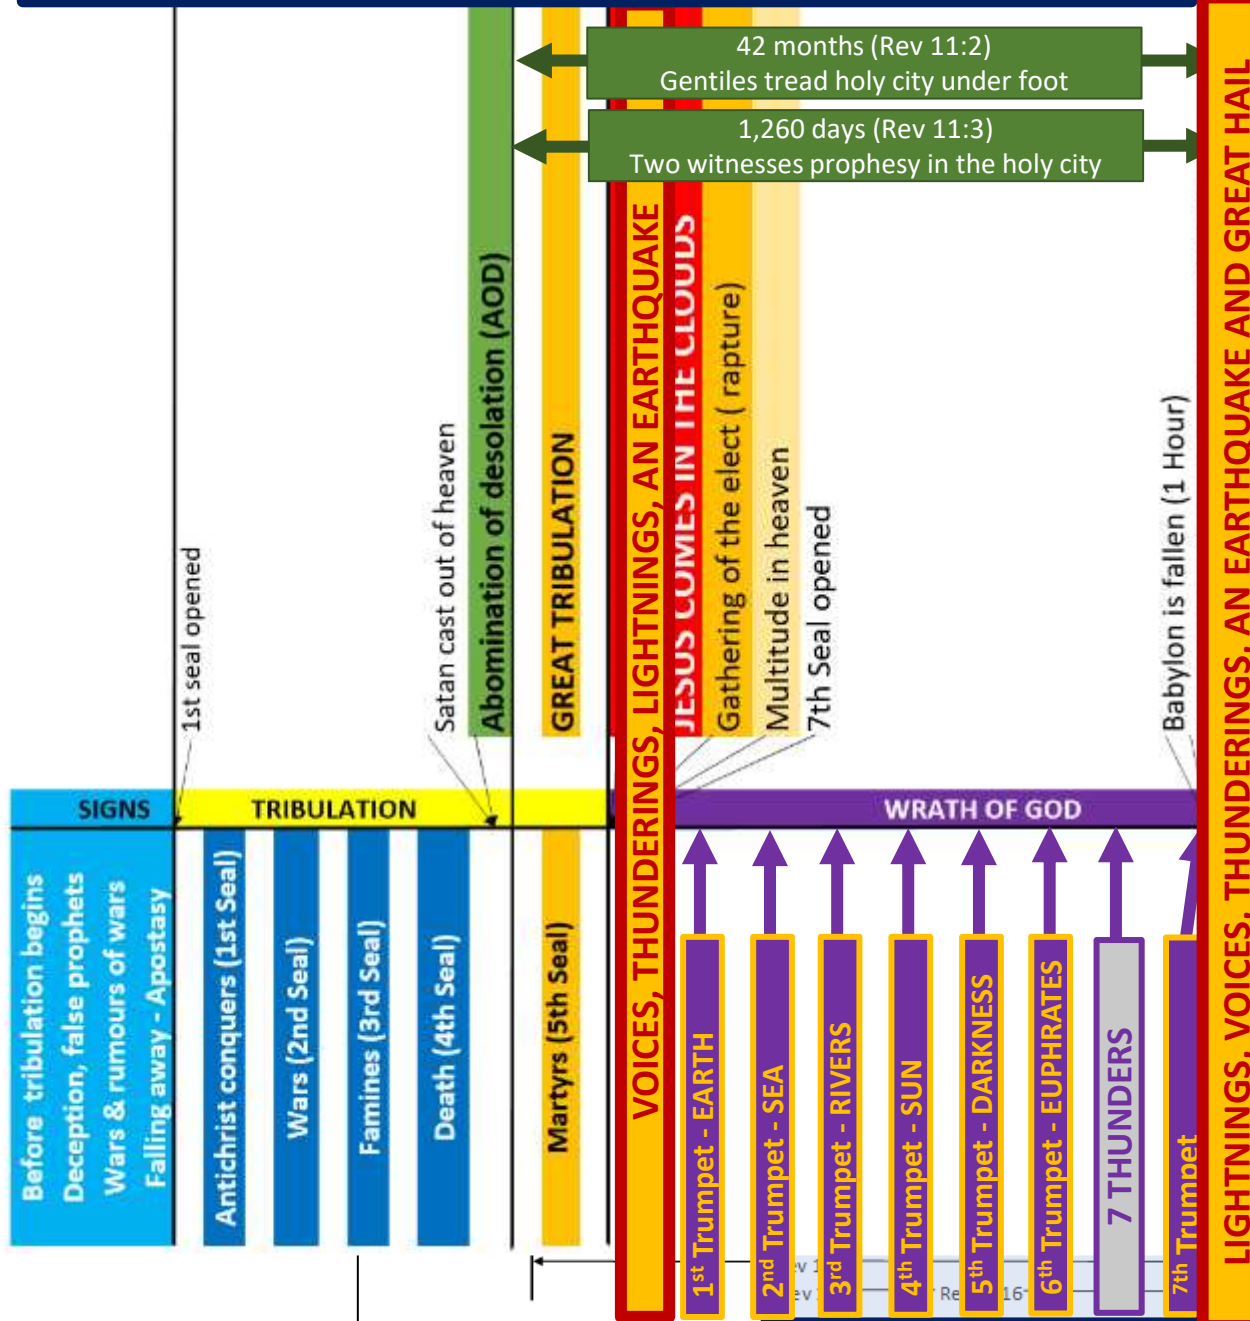 42 months (Rev 11:2)
Gentiles tread holy city under foot
1,260 days (Rev 11:3)
Two witnesses prophesy in the holy city
1st seal opened
Satan cast out of heaven
Abomination of desolation (AOD)
GREAT TRIBULATION
VOICES, THUNDERINGS, LIGHTNINGS, AN EARTHQUAKE
JESUS COMES IN THE CLOUDS
Gathering of the elect ( rapture)
Multitude in heaven
7th Seal opened
Babylon is fallen (1 Hour)
LIGHTNINGS, VOICES, THUNDERINGS, AN EARTHQUAKE AND GREAT HAIL
SIGNS
TRIBULATION
WRATH OF GOD
Before tribulation begins
Deception, false prophets
Wars & rumours of wars
Falling away - Apostasy
Antichrist conquers (1st Seal)
Wars (2nd Seal)
Famines (3rd Seal)
Death (4th Seal)
Martyrs (5th Seal)
1st Trumpet - EARTH
2nd Trumpet - SEA
3rd Trumpet - RIVERS
4th Trumpet - SUN
5th Trumpet - DARKNESS
6th Trumpet - EUPHRATES
7 THUNDERS
7th Trumpet